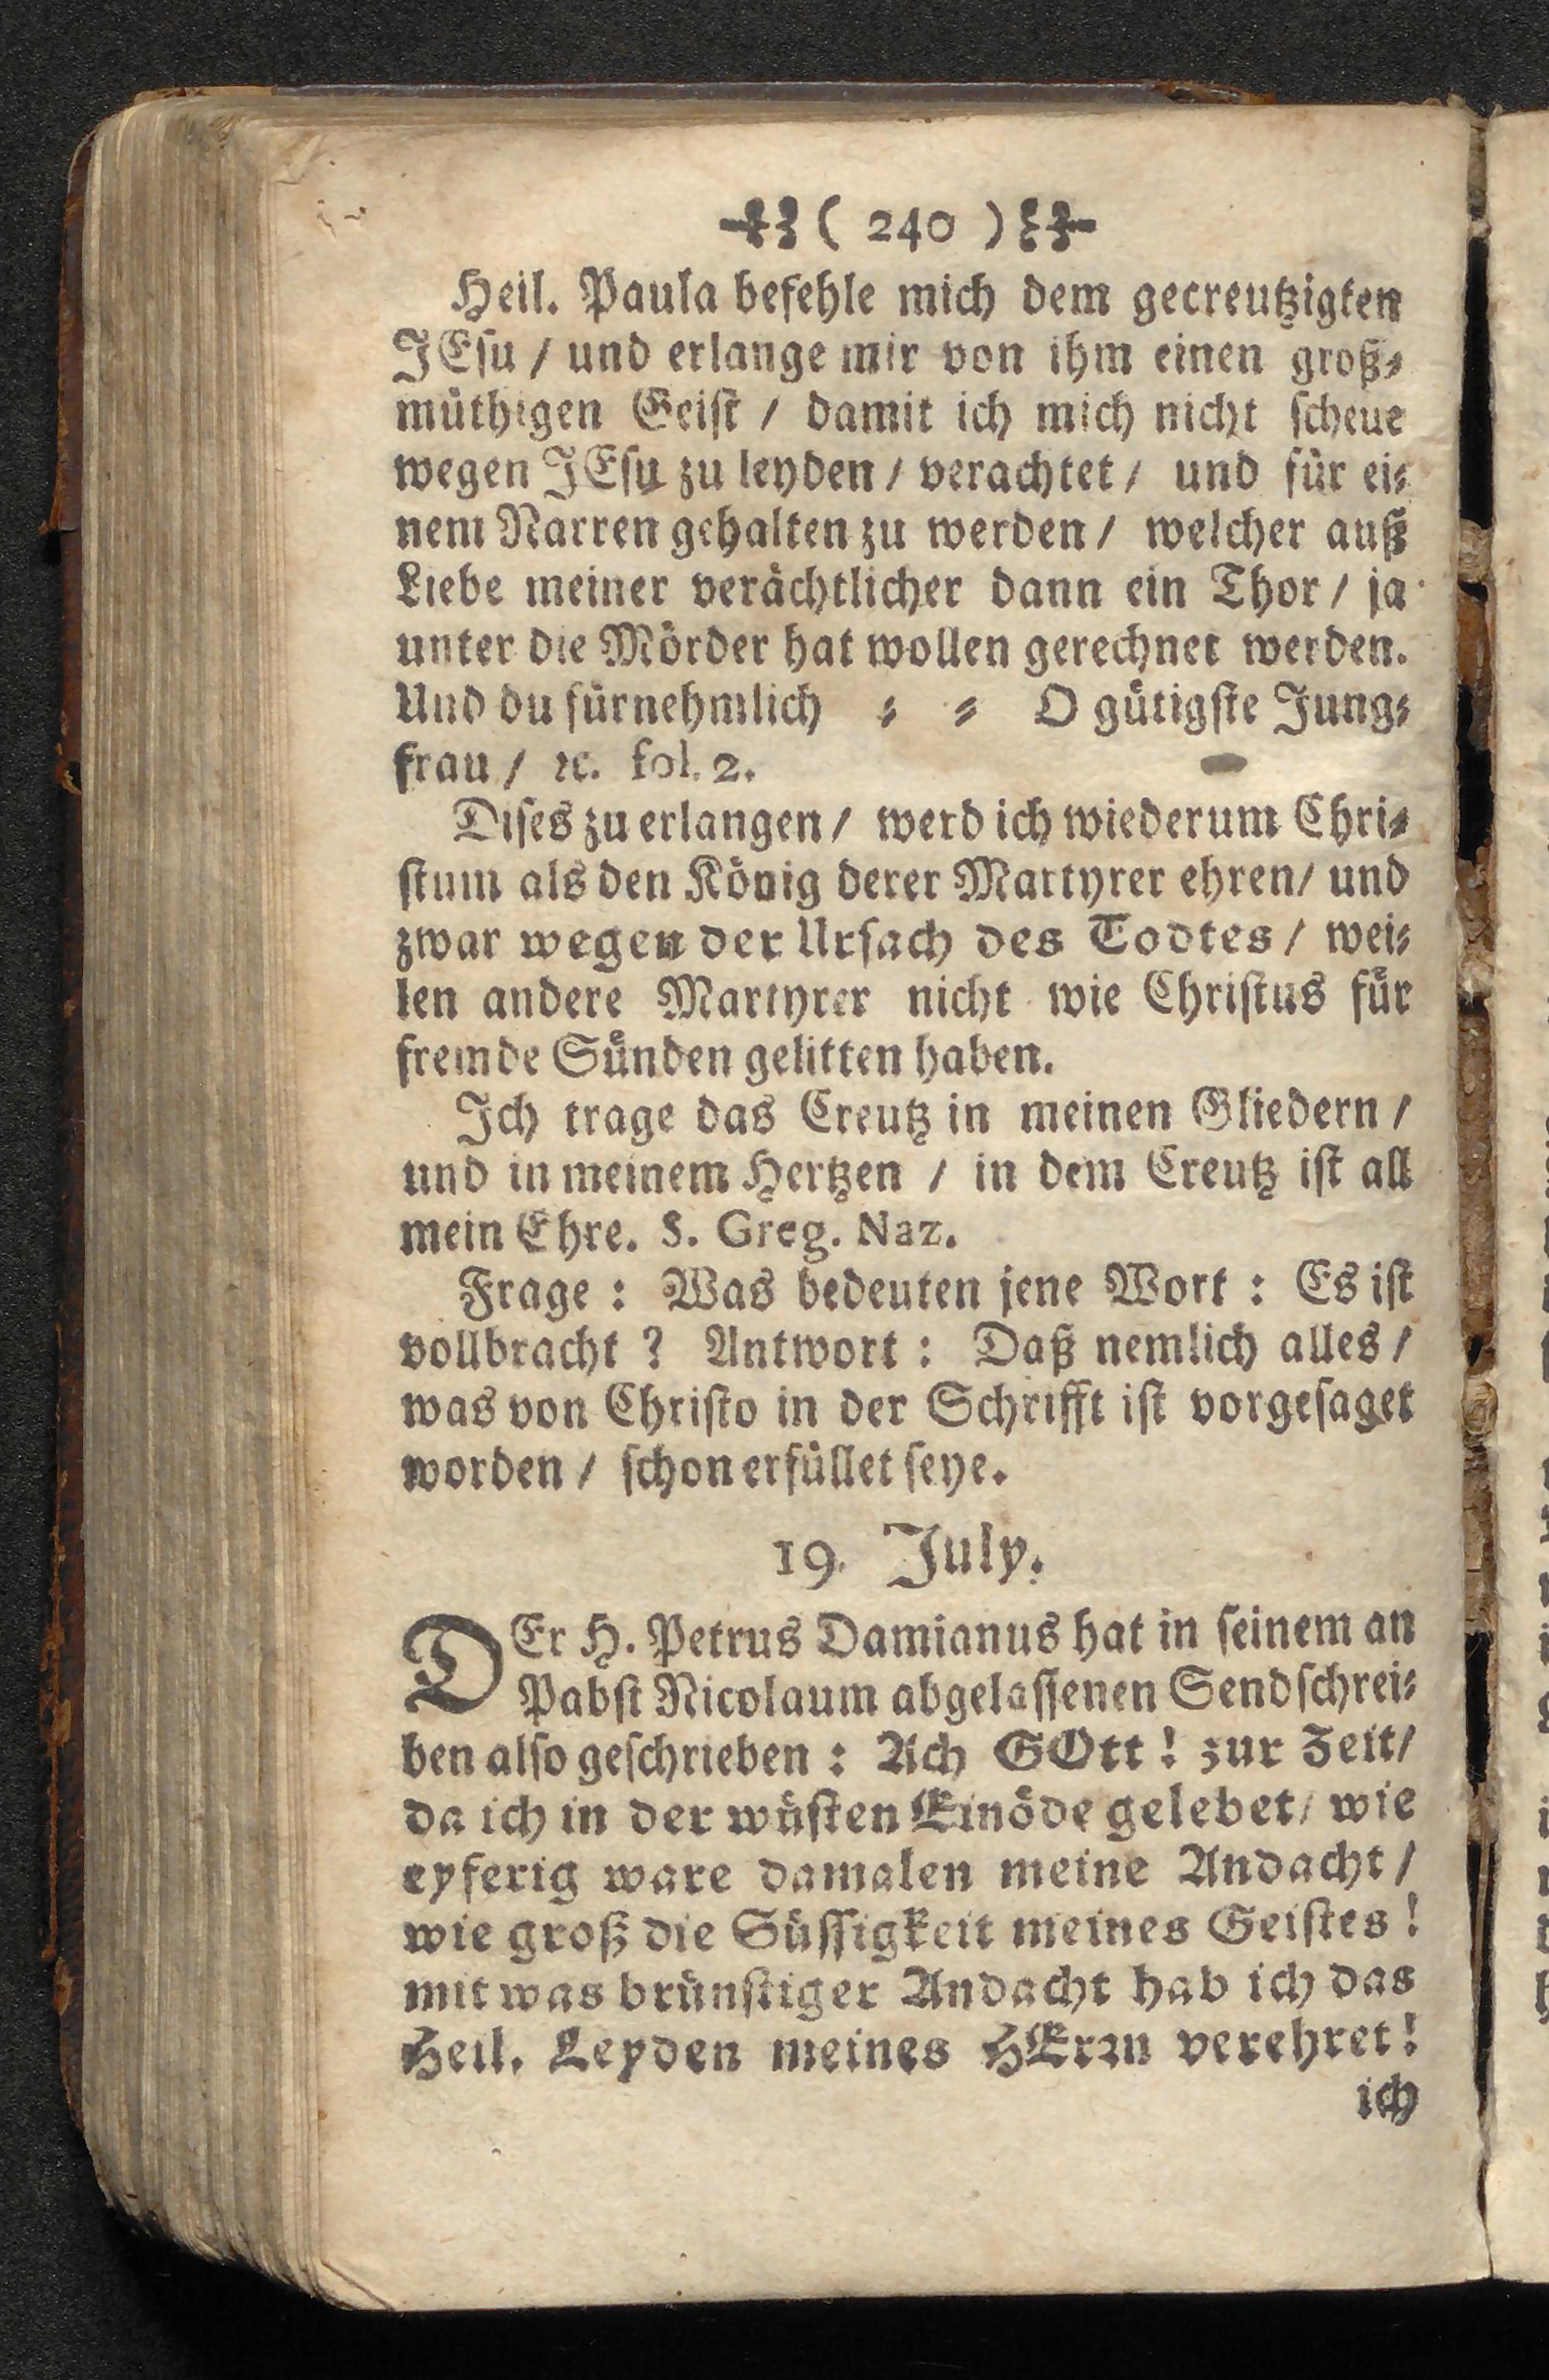 ( 240 )
Heil. Paula befehle mich dem gecreutzigten
JEſu / und erlange mir von ihm einen groß⸗
müthigen Geiſt / damit ich mich nicht ſcheue
wegen JEſu zu leyden / verachtet / und für ei⸗
nem Narren gehalten zu werden / welcher auß
Liebe meiner verächtlicher dann ein Thor / ja
unter die Mörder hat wollen gerechnet werden.
Und du fürnehmlich ⸗ ⸗ O gütigſte Jung⸗
frau / ꝛc. fol. 2.
Diſes zu erlangen / werd ich wiederum Chri⸗
ſtum als den König derer Martyrer ehren / und
zwar wegen der Urſach des Todtes / wei⸗
len andere Martyrer nicht wie Chriſtus für
fremde Sünden gelitten haben.
Ich trage das Creutz in meinen Gliedern /
und in meinem Hertzen / in dem Creutz iſt all
mein Ehre. S. Greg. Naz.
Frage : Was bedeuten jene Wort : Es iſt
vollbracht ? Antwort : Daß nemlich alles /
was von Chriſto in der Schrifft iſt vorgeſaget
worden / ſchon erfüllet ſeye.
19. July.
DEr H. Petrus Damianus hat in ſeinem an
Pabſt Nicolaum abgelaſſenen Sendſchrei⸗
ben alſo geſchrieben : Ach GOtt ! zur Zeit /
da ich in der wüſten Einöde gelebet / wie
eyferig ware damalen meine Andacht /
wie groß die Süſſigkeit meines Geiſtes !
mit was brünſtiger Andacht hab ich das
Heil. Leyden meines HErꝛn verehret !
ich